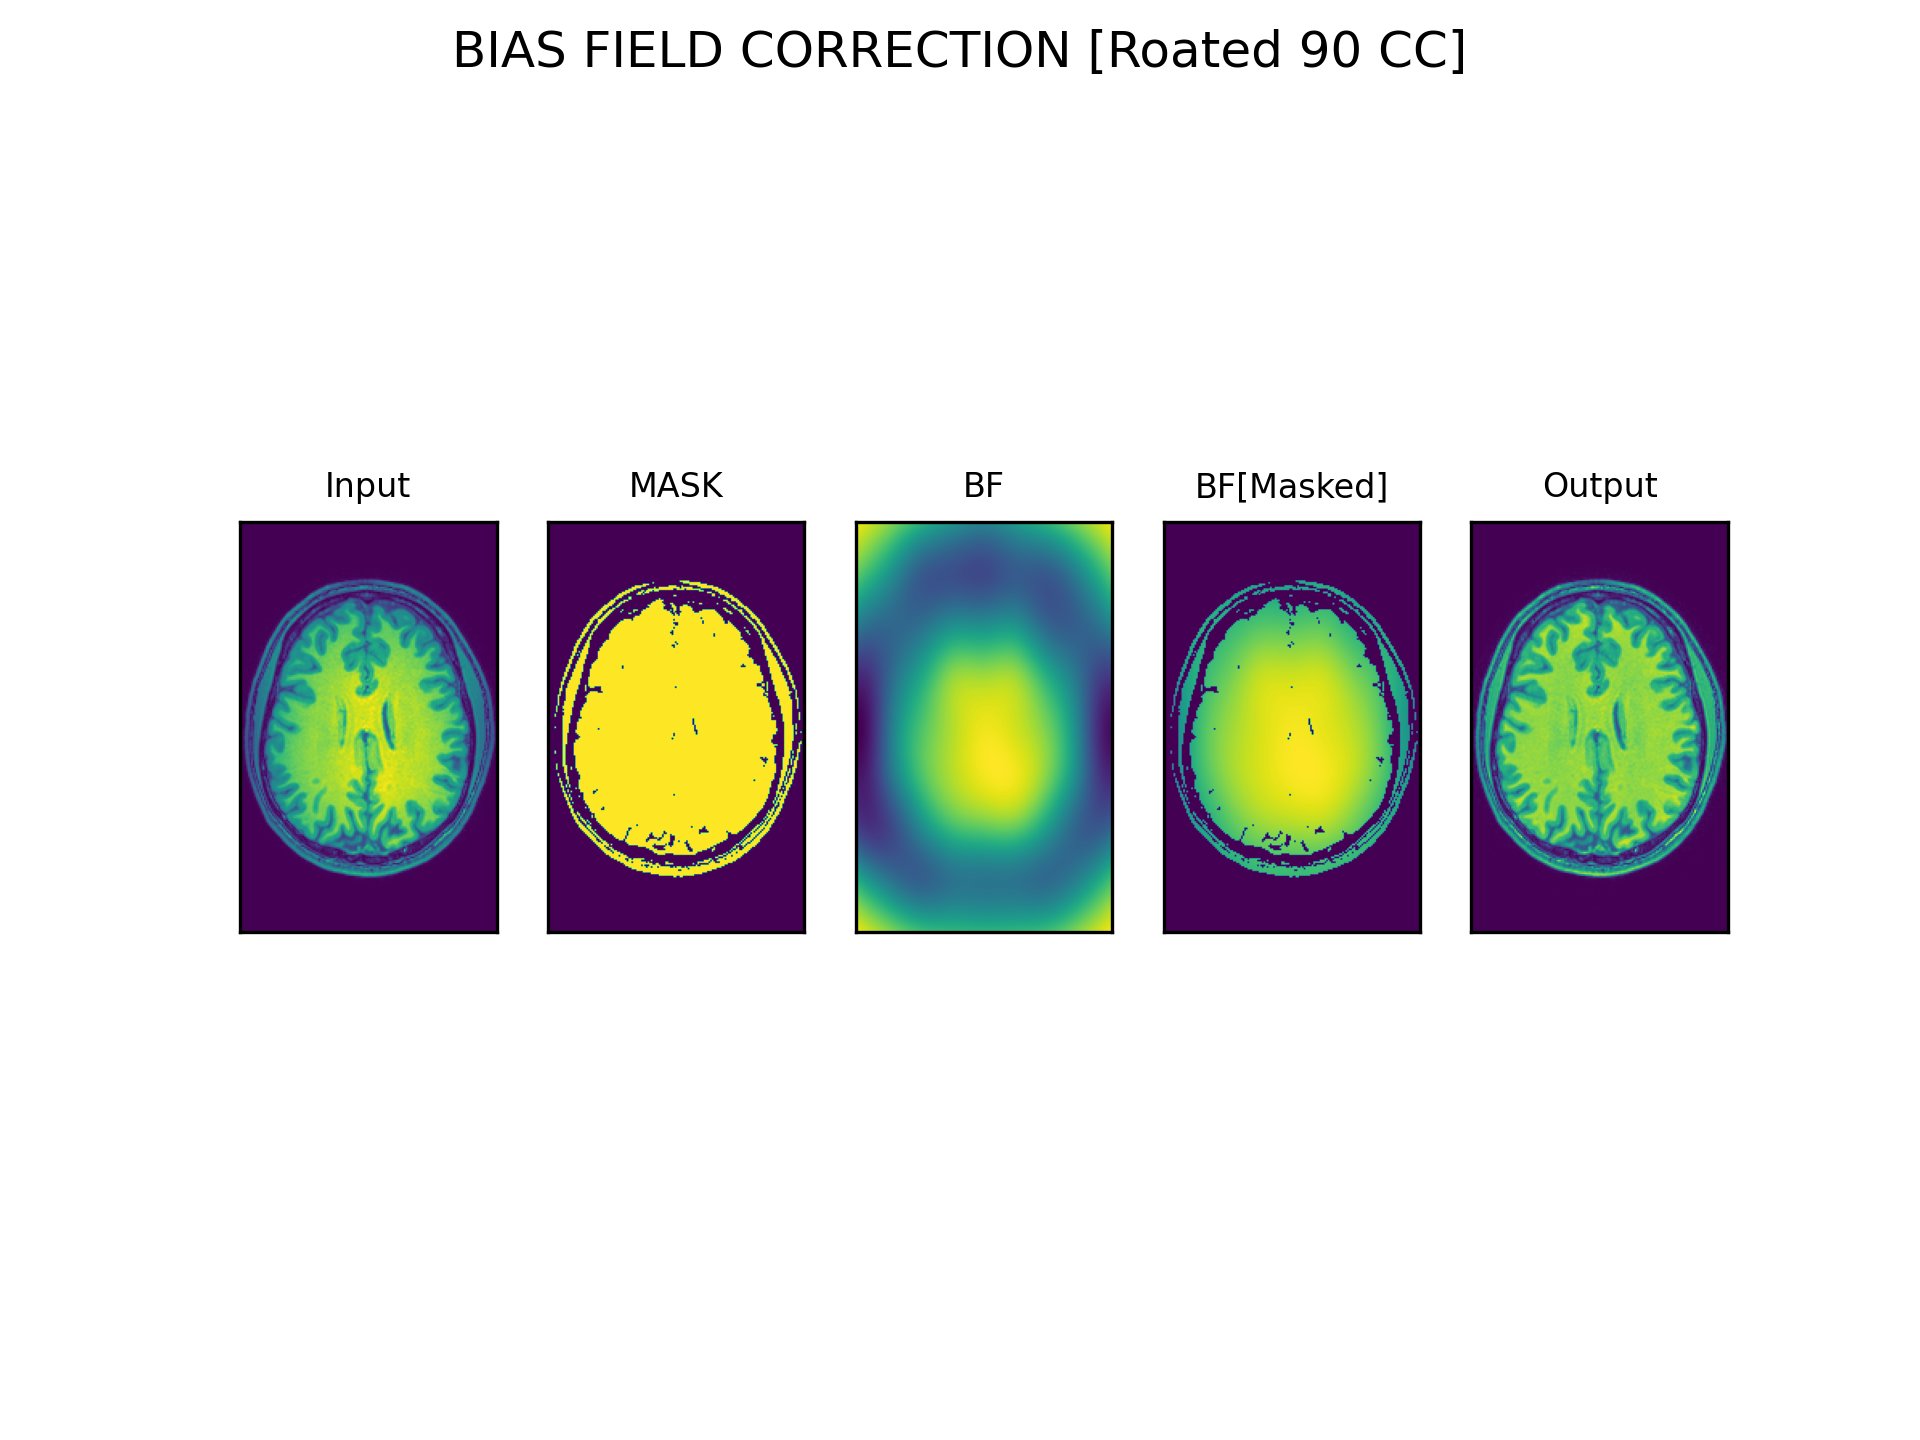 BIAS FIELD CORRECTION [Roated 90 CC]
Input
MASK
BF
BF[Masked]
Output